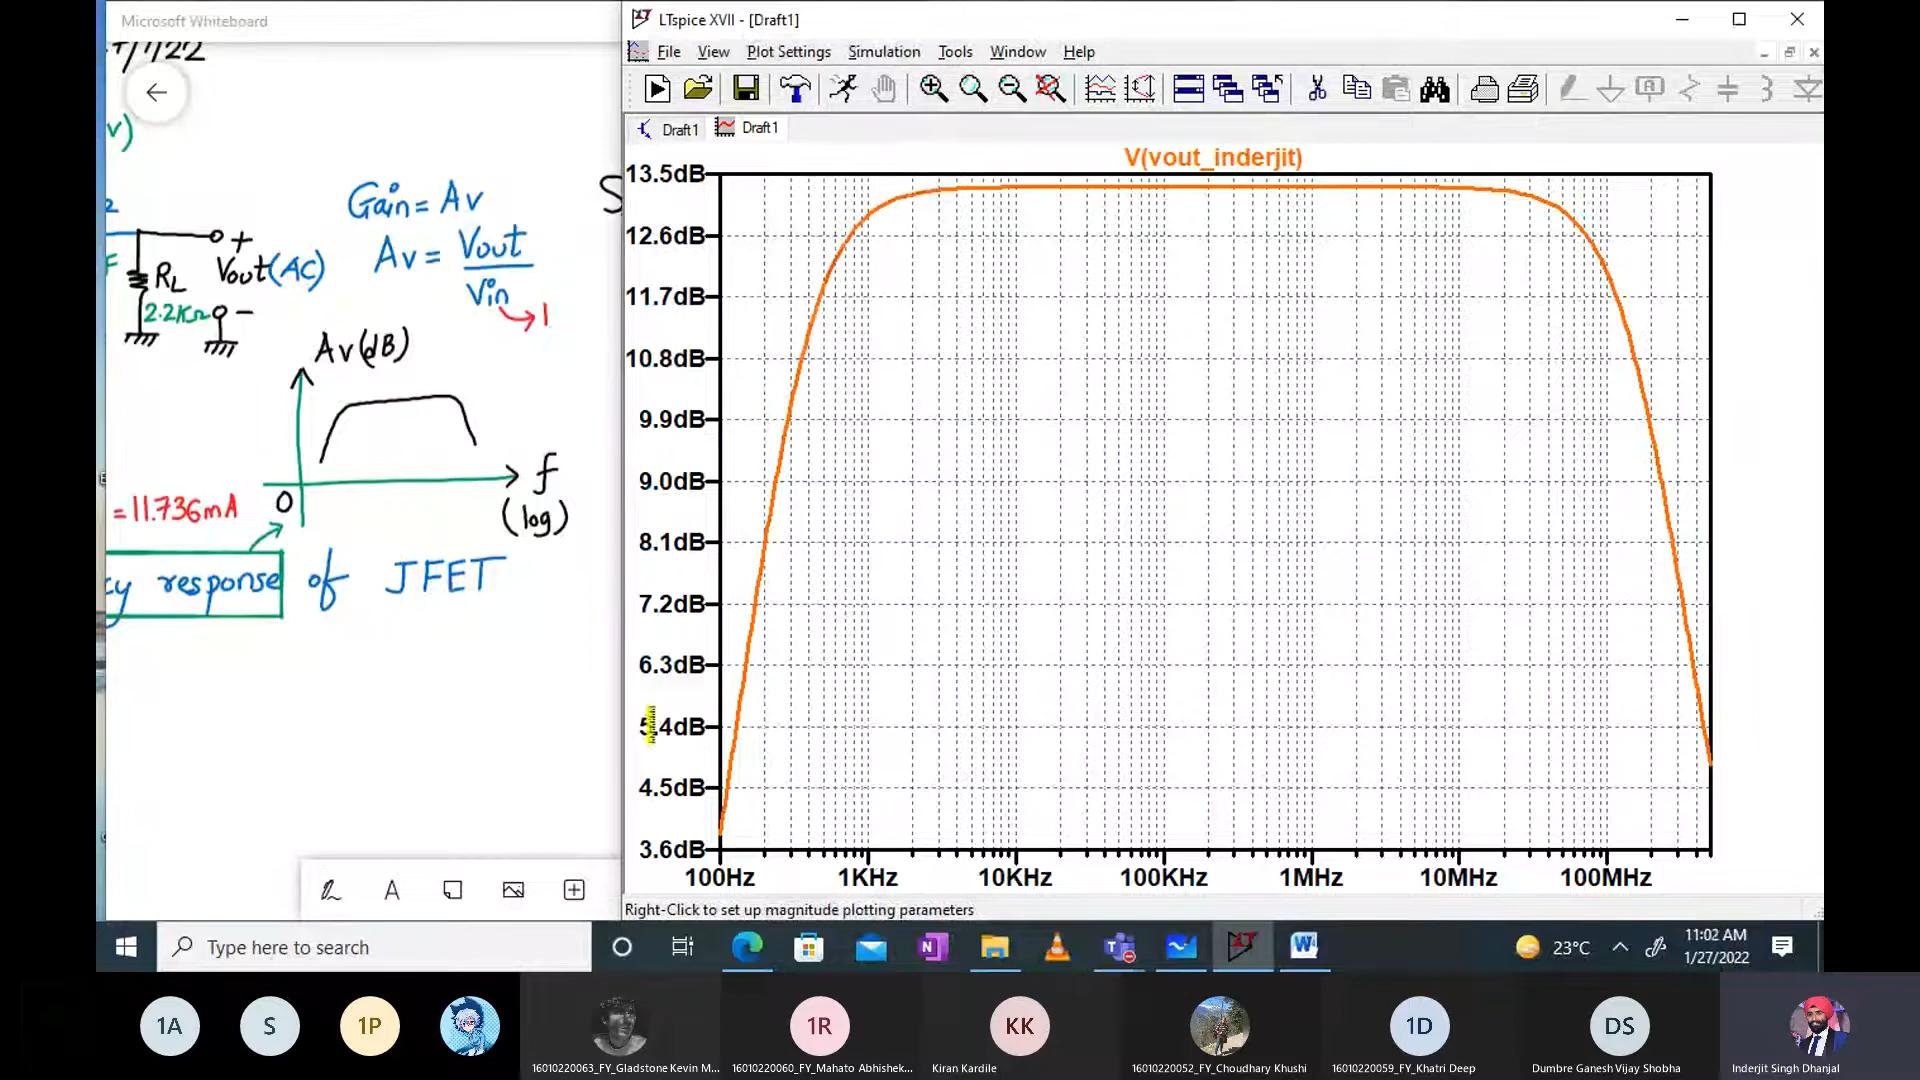 Microsoft Whiteboard
/1/22
v)
2
+
RL
Vout(AC)
2.2KΩ
-
Gain = Av
Av = Vout
Vin
1
S
Av(dB)
0
f
(log)
= 11.736mA
cy response of JFET
LTspice XVII - [Draft1]
File View Plot Settings Simulation Tools Window Help
Draft1 Draft1
V(vout_inderjit)
13.5dB
12.6dB
11.7dB
10.8dB
9.9dB
9.0dB
8.1dB
7.2dB
6.3dB
5.4dB
4.5dB
3.6dB
100Hz 1KHz 10KHz 100KHz 1MHz 10MHz 100MHz
Right-Click to set up magnitude plotting parameters
Type here to search
23°C
11:02 AM
1/27/2022
1A
S
1P
1R
KK
1D
DS
16010220063_FY_Gladstone Kevin M...
16010220060_FY_Mahato Abhishek...
Kiran Kardile
16010220052_FY_Choudhary Khushi
16010220059_FY_Khatri Deep
Dumbre Ganesh Vijay Shobha
Inderjit Singh Dhanjal